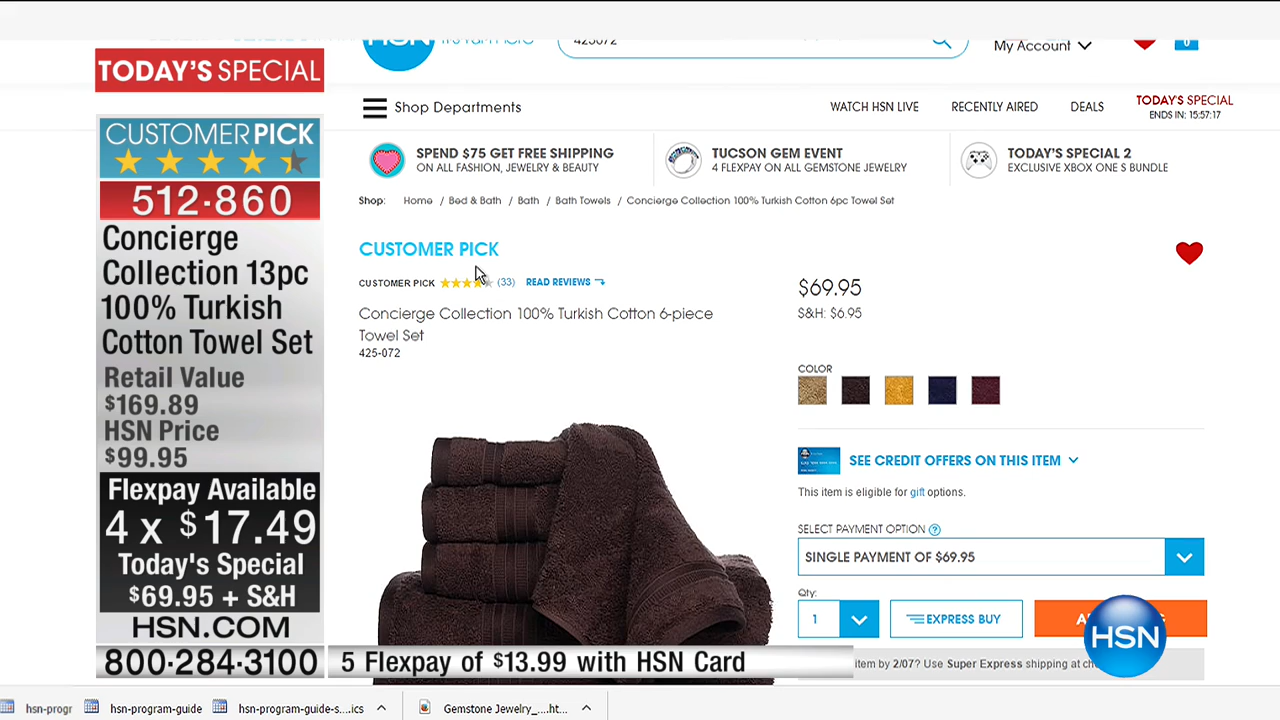 TODAY'S SPECIAL
CUSTOMER PICK
512-860
Concierge
Collection 13pc
100% Turkish
Cotton Towel Set
Retail Value
$169.89
HSN Price
$99.95
Flexpay Available
4 x $17.49
Today's Special
$69.95 + S&H
HSN.COM
800-284-3100
5 Flexpay of $13.99 with HSN Card
HSN
425072
My Account
0
Shop Departments
WATCH HSN LIVE
RECENTLY AIRED
DEALS
TODAY'S SPECIAL
ENDS IN: 15:57:17
SPEND $75 GET FREE SHIPPING
ON ALL FASHION, JEWELRY & BEAUTY
TUCSON GEM EVENT
4 FLEXPAY ON ALL GEMSTONE JEWELRY
TODAY'S SPECIAL 2
EXCLUSIVE XBOX ONE S BUNDLE
Shop: Home / Bed & Bath / Bath / Bath Towels / Concierge Collection 100% Turkish Cotton 6pc Towel Set
CUSTOMER PICK
CUSTOMER PICK (33) READ REVIEWS
Concierge Collection 100% Turkish Cotton 6-piece
Towel Set
425-072
$69.95
S&H: $6.95
COLOR
SEE CREDIT OFFERS ON THIS ITEM
This item is eligible for gift options.
SELECT PAYMENT OPTION ?
SINGLE PAYMENT OF $69.95
Qty:
1
EXPRESS BUY
HSN
item by 2/07? Use Super Express shipping at
hsn-progr
hsn-program-guide
hsn-program-guide-s....ics
Gemstone Jewelry_....ht...